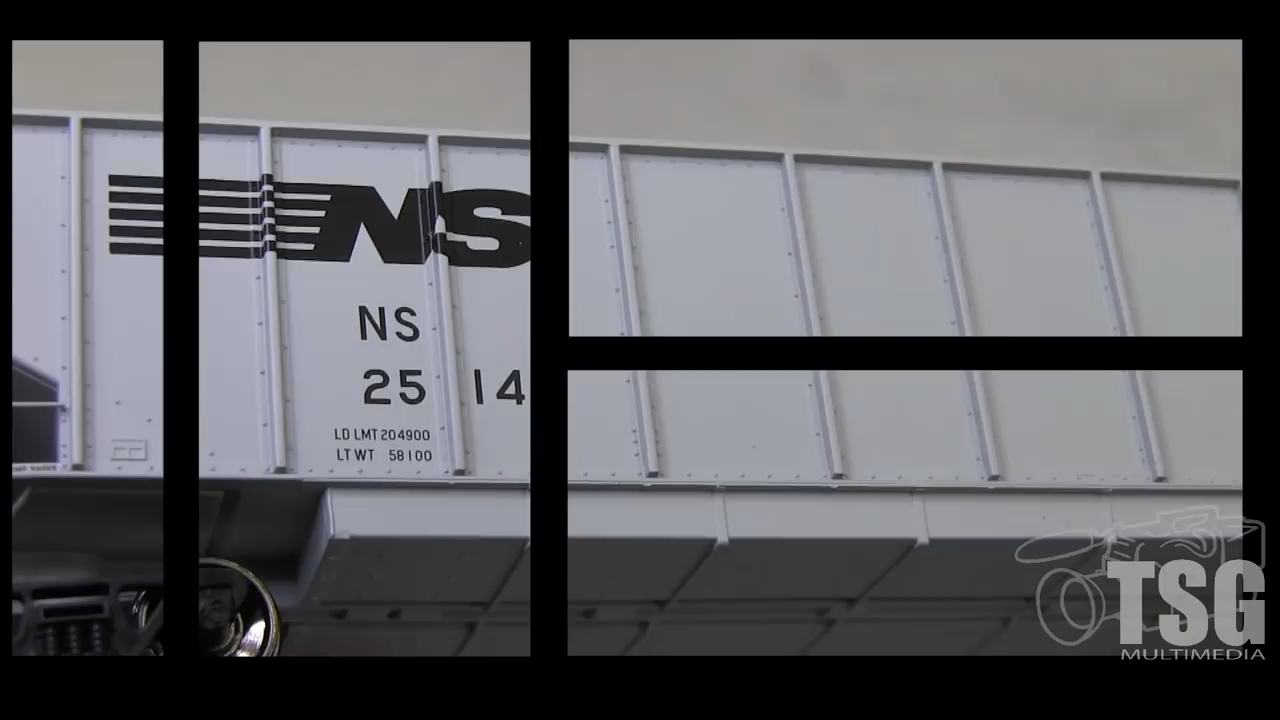 NS
NS
25 14
LD LMT 204900
LT WT 58100
TSG
MULTIMEDIA